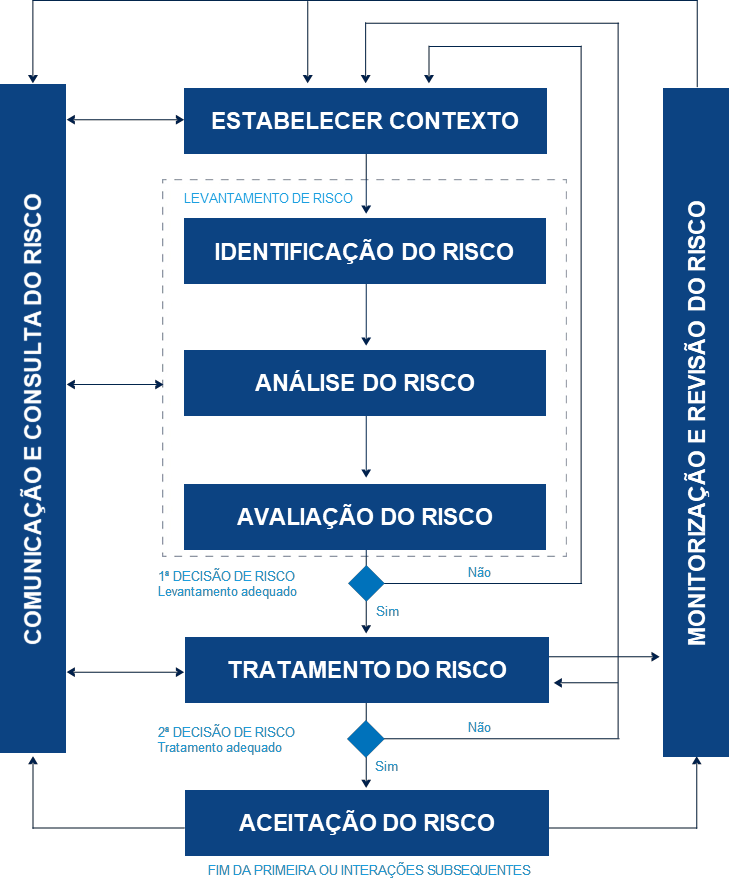 ESTABELECER CONTEXTO
LEVANTAMENTO DE RISCO
IDENTIFICAÇÃO DO RISCO
ANÁLISE DO RISCO
AVALIAÇÃO DO RISCO
1ª DECISÃO DE RISCO
Levantamento adequado
Não
Sim
TRATAMENTO DO RISCO
2ª DECISÃO DE RISCO
Tratamento adequado
Não
Sim
ACEITAÇÃO DO RISCO
FIM DA PRIMEIRA OU INTERAÇÕES SUBSEQUENTES
COMUNICAÇÃO E CONSULTA DO RISCO
MONITORIZAÇÃO E REVISÃO DO RISCO